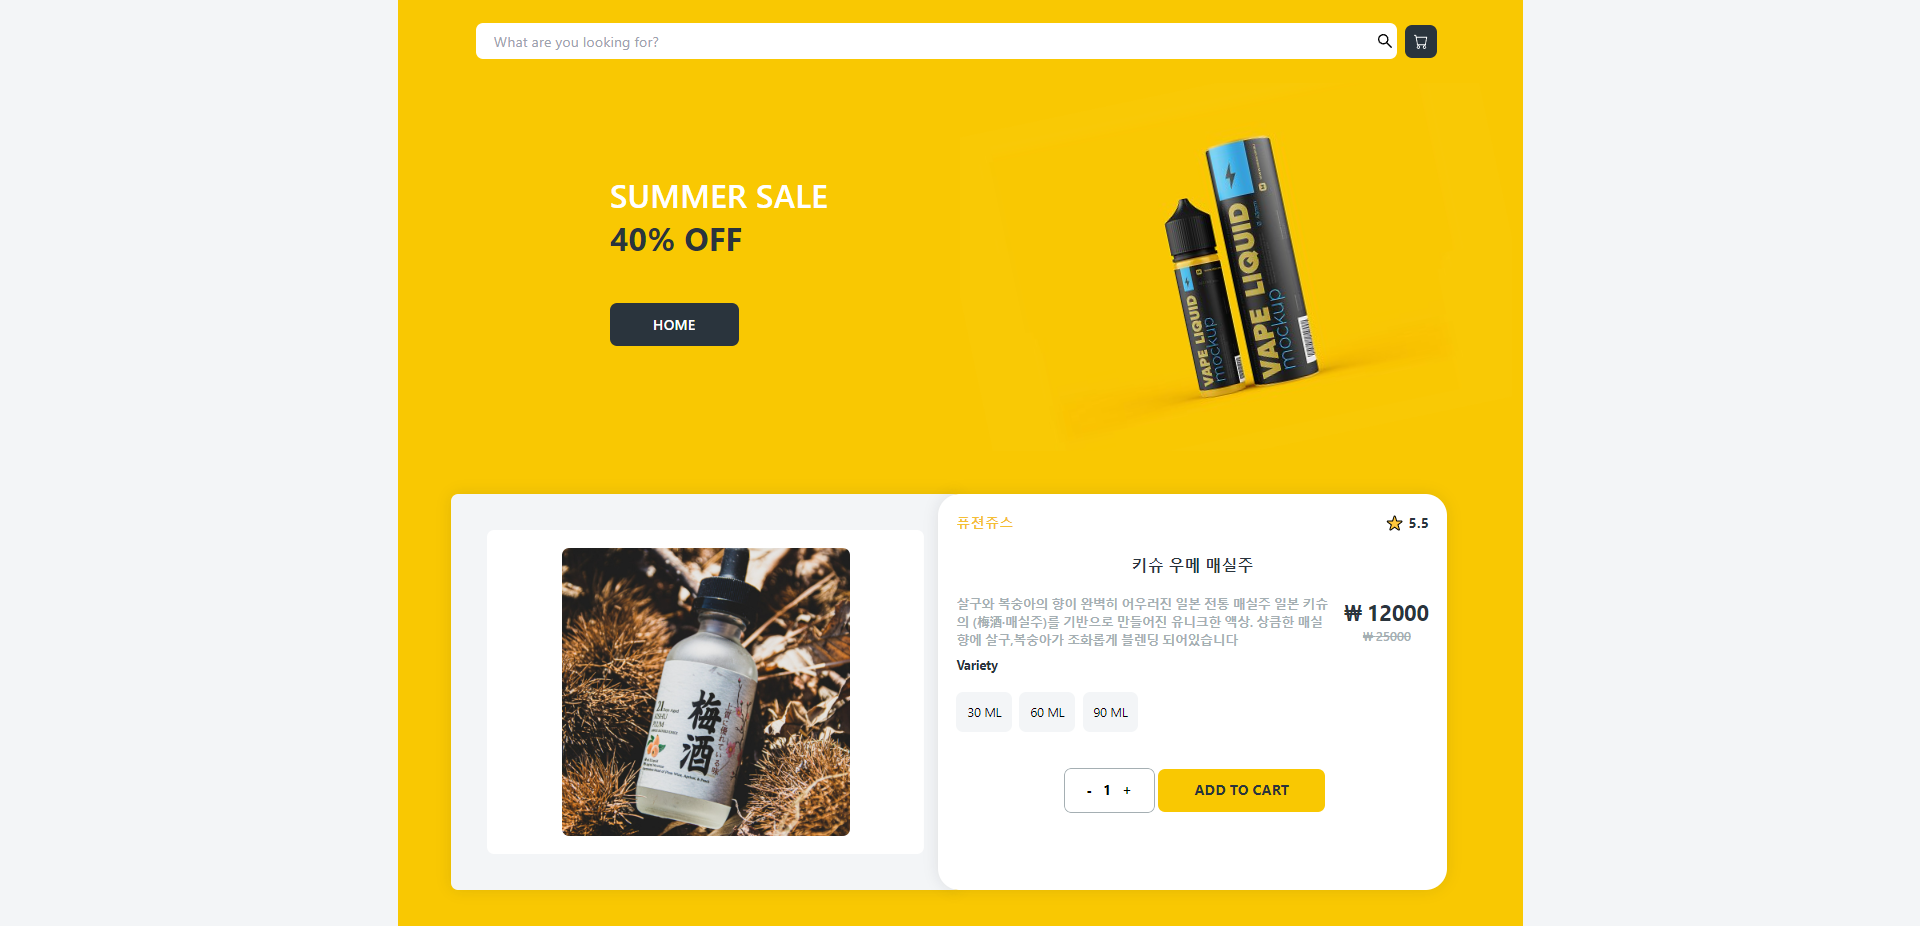 What are you looking for?
SUMMER SALE
40% OFF
HOME
VAPE LIQUID
mockup
VAPE LIQUID
mockup
퓨젼쥬스
5.5
키슈 우메 매실주
살구와 복숭아의 향이 완벽히 어우러진 일본 전통 매실주 일본 키슈
의 (梅酒·매실주)를 기반으로 만들어진 유니크한 액상. 상큼한 매실
향에 살구,복숭아가 조화롭게 블렌딩 되어있습니다
₩ 12000
₩ 25000
Variety
30 ML
60 ML
90 ML
- 1 +
ADD TO CART
梅酒
21